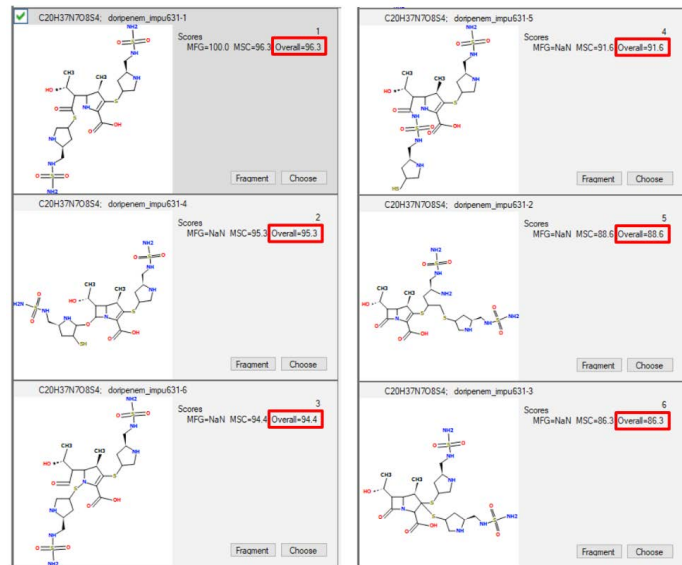 C20H37N7O8S4; doripenem_impu631-1
1
Scores
MFG=100.0 MSC=96.3 Overall=96.3
NH2
O S O
NH
NH
CH3
CH3
HO
S
NH
O
OH
O
S
NH
NH
O S O
NH2
Fragment Choose
C20H37N7O8S4; doripenem_impu631-4
2
Scores
MFG=NaN MSC=95.3 Overall=95.3
NH2
O S O
NH
NH
H2N
O S O
NH
CH3
CH3
HO
NH
O
N
S
SH
O
OH
Fragment Choose
C20H37N7O8S4; doripenem_impu631-6
3
Scores
MFG=NaN MSC=94.4 Overall=94.4
NH2
O S O
NH
NH
CH3
CH3
HO
S
N
S
O
O
OH
NH
NH
O S O
NH2
Fragment Choose
C20H37N7O8S4; doripenem_impu631-5
4
Scores
MFG=NaN MSC=91.6 Overall=91.6
NH2
O S O
NH
NH
CH3
CH3
HO
S
O
NH
NH
O S O
O
OH
NH
NH
HS
Fragment Choose
C20H37N7O8S4; doripenem_impu631-2
5
Scores
MFG=NaN MSC=88.6 Overall=88.6
NH2
O S O
NH
NH2
CH3
CH3
HO
S
S
O
N
O
OH
NH
NH
O S O
NH2
Fragment Choose
C20H37N7O8S4; doripenem_impu631-3
6
Scores
MFG=NaN MSC=86.3 Overall=86.3
NH2
O S O
NH
NH
CH3
CH3
HO
S
S
O
N
O
OH
NH
NH
O S O
NH2
Fragment Choose